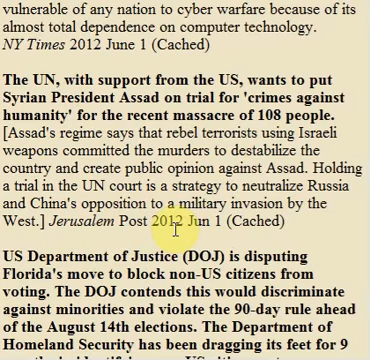 vulnerable of any nation to cyber warfare because of its
almost total dependence on computer technology.
NY Times 2012 June 1 (Cached)
The UN, with support from the US, wants to put
Syrian President Assad on trial for 'crimes against
humanity' for the recent massacre of 108 people.
[Assad's regime says that rebel terrorists using Israeli
weapons committed the murders to destabilize the
country and create public opinion against Assad. Holding
a trial in the UN court is a strategy to neutralize Russia
and China's opposition to a military invasion by the
West.] Jerusalem Post 2012 Jun 1 (Cached)
US Department of Justice (DOJ) is disputing
Florida's move to block non-US citizens from
voting. The DOJ contends this would discriminate
against minorities and violate the 90-day rule ahead
of the August 14th elections. The Department of
Homeland Security has been dragging its feet for 9